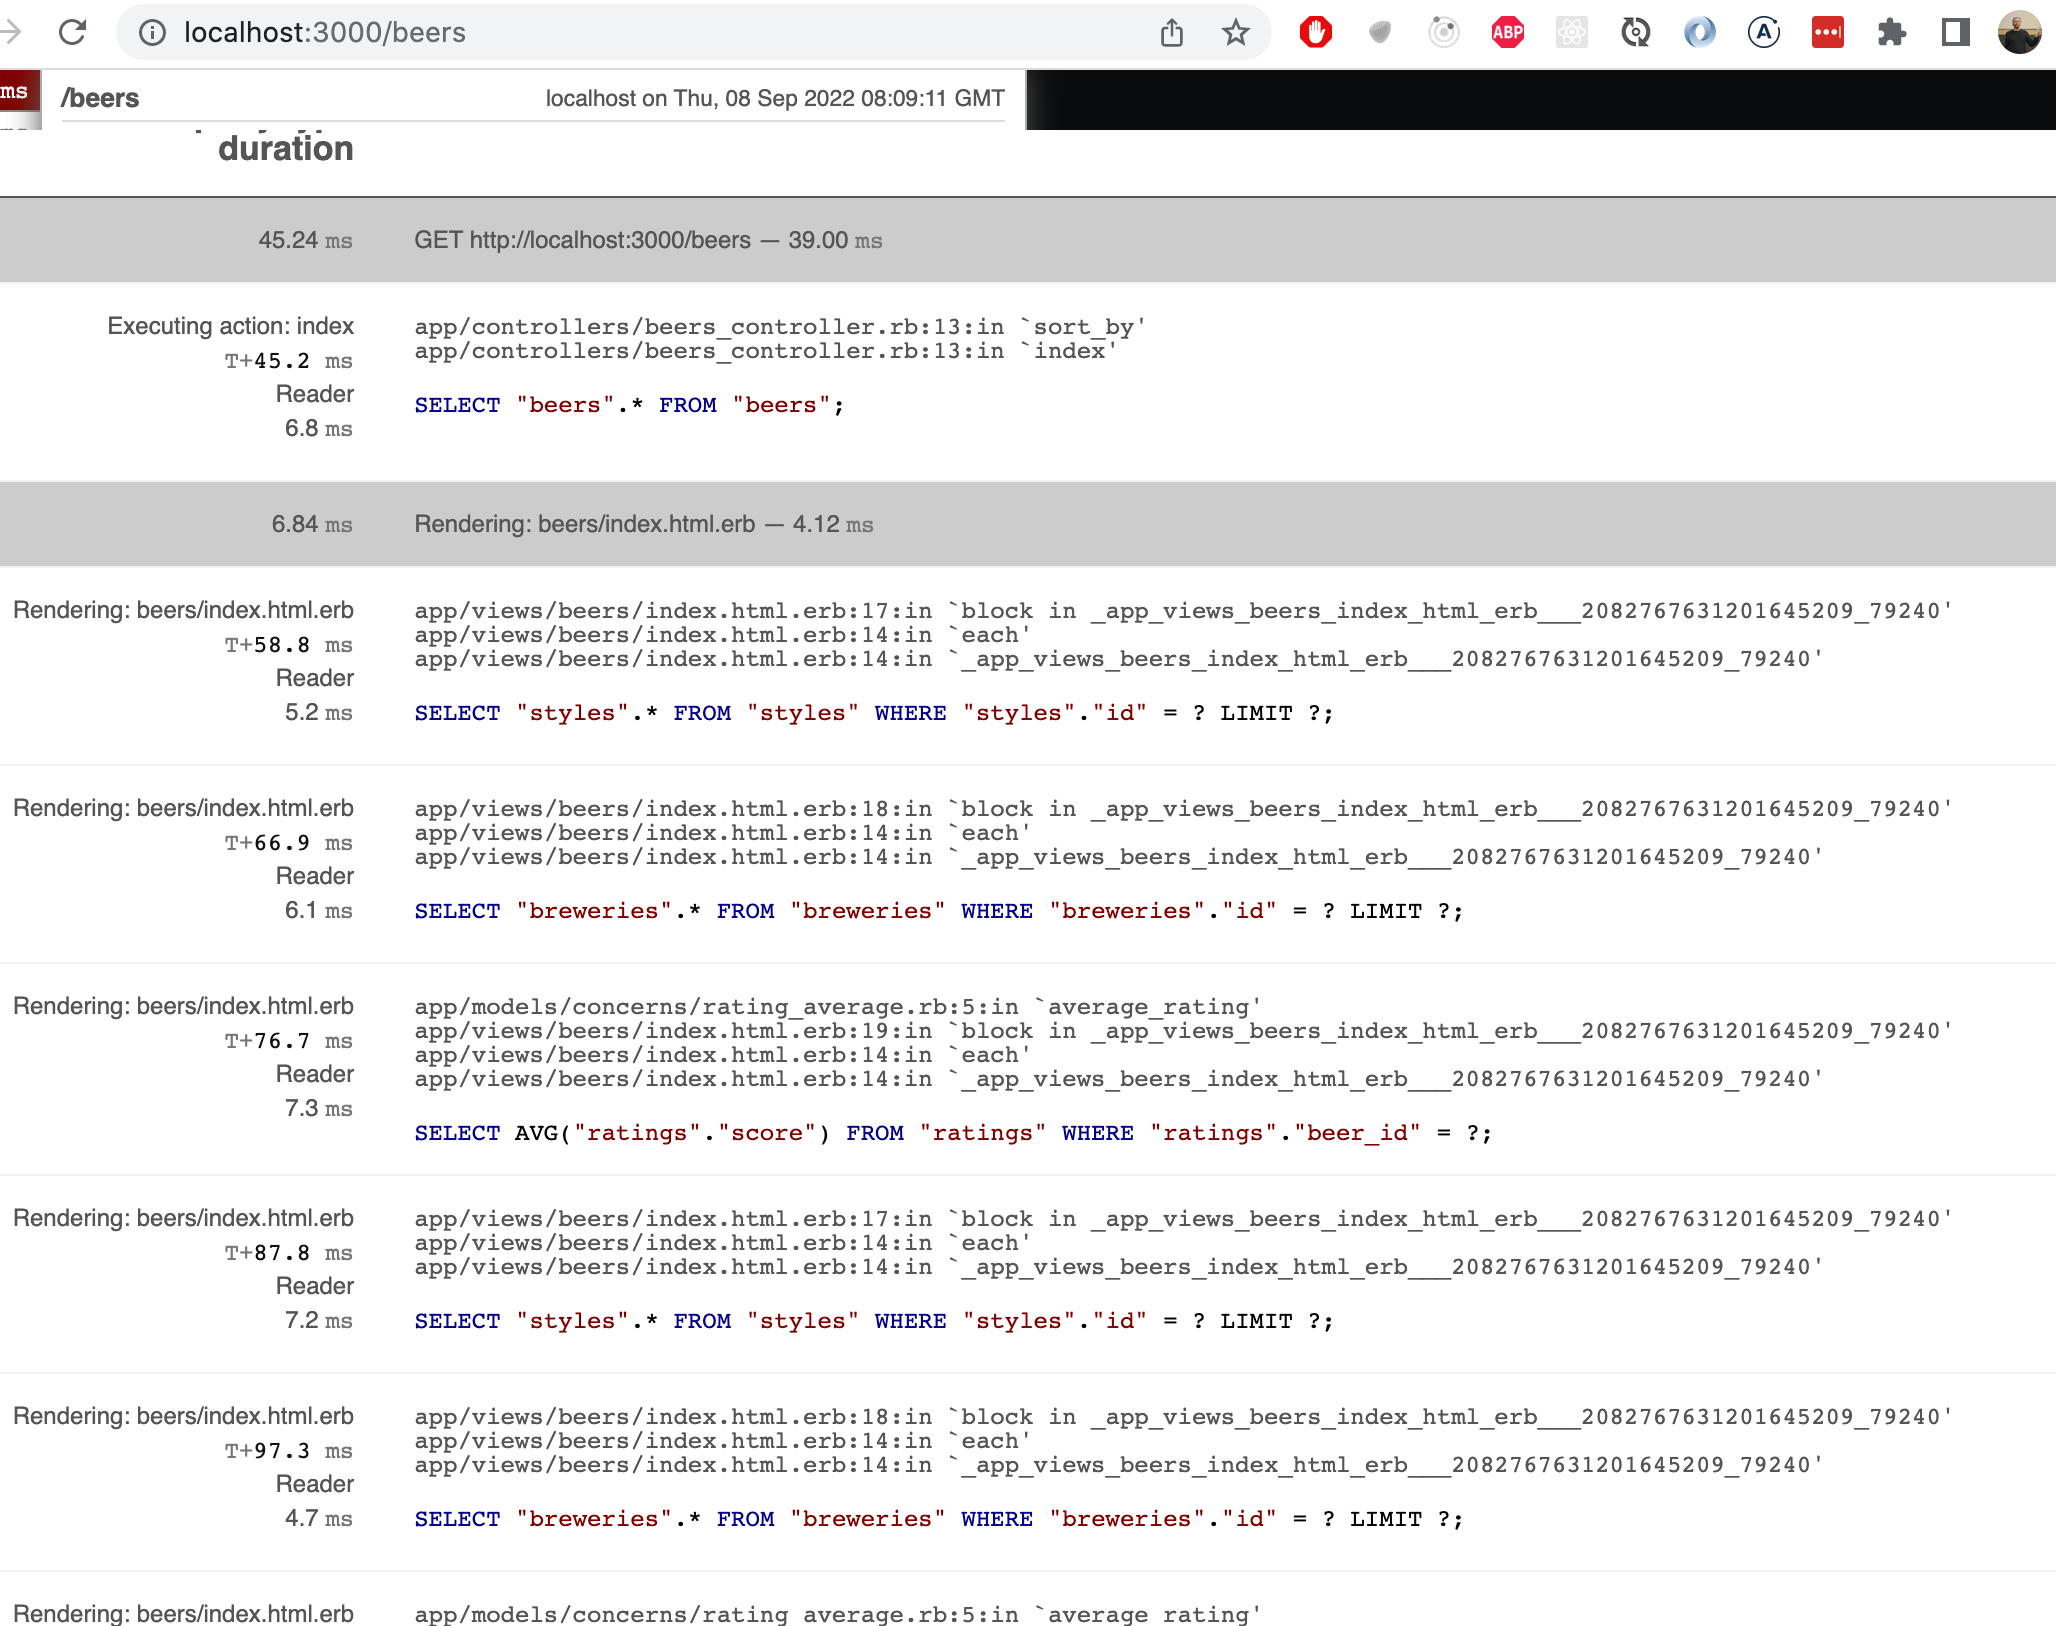 localhost:3000/beers
ABP
A
ms
/beers
localhost on Thu, 08 Sep 2022 08:09:11 GMT
duration
45.24 ms
GET http://localhost:3000/beers — 39.00 ms
Executing action: index
T+45.2 ms
Reader
6.8 ms
app/controllers/beers_controller.rb:13:in `sort_by'
app/controllers/beers_controller.rb:13:in `index'
SELECT "beers".* FROM "beers";
6.84 ms
Rendering: beers/index.html.erb — 4.12 ms
Rendering: beers/index.html.erb
T+58.8 ms
Reader
5.2 ms
app/views/beers/index.html.erb:17:in `block in _app_views_beers_index_html_erb___2082767631201645209_79240'
app/views/beers/index.html.erb:14:in `each'
app/views/beers/index.html.erb:14:in `_app_views_beers_index_html_erb___2082767631201645209_79240'
SELECT "styles".* FROM "styles" WHERE "styles"."id" = ? LIMIT ?;
Rendering: beers/index.html.erb
T+66.9 ms
Reader
6.1 ms
app/views/beers/index.html.erb:18:in `block in _app_views_beers_index_html_erb___2082767631201645209_79240'
app/views/beers/index.html.erb:14:in `each'
app/views/beers/index.html.erb:14:in `_app_views_beers_index_html_erb___2082767631201645209_79240'
SELECT "breweries".* FROM "breweries" WHERE "breweries"."id" = ? LIMIT ?;
Rendering: beers/index.html.erb
T+76.7 ms
Reader
7.3 ms
app/models/concerns/rating_average.rb:5:in `average_rating'
app/views/beers/index.html.erb:19:in `block in _app_views_beers_index_html_erb___2082767631201645209_79240'
app/views/beers/index.html.erb:14:in `each'
app/views/beers/index.html.erb:14:in `_app_views_beers_index_html_erb___2082767631201645209_79240'
SELECT AVG("ratings"."score") FROM "ratings" WHERE "ratings"."beer_id" = ?;
Rendering: beers/index.html.erb
T+87.8 ms
Reader
7.2 ms
app/views/beers/index.html.erb:17:in `block in _app_views_beers_index_html_erb___2082767631201645209_79240'
app/views/beers/index.html.erb:14:in `each'
app/views/beers/index.html.erb:14:in `_app_views_beers_index_html_erb___2082767631201645209_79240'
SELECT "styles".* FROM "styles" WHERE "styles"."id" = ? LIMIT ?;
Rendering: beers/index.html.erb
T+97.3 ms
Reader
4.7 ms
app/views/beers/index.html.erb:18:in `block in _app_views_beers_index_html_erb___2082767631201645209_79240'
app/views/beers/index.html.erb:14:in `each'
app/views/beers/index.html.erb:14:in `_app_views_beers_index_html_erb___2082767631201645209_79240'
SELECT "breweries".* FROM "breweries" WHERE "breweries"."id" = ? LIMIT ?;
Rendering: beers/index.html.erb
app/models/concerns/rating_average.rb:5:in `average_rating'